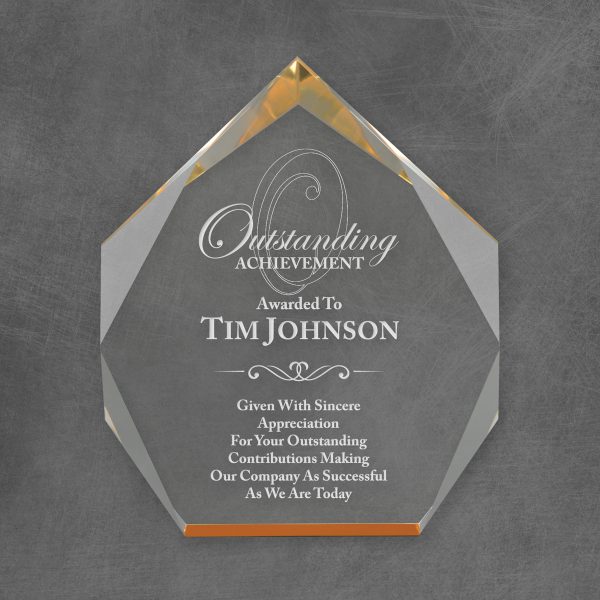 Outstanding
ACHIEVEMENT
Awarded To
TIM JOHNSON
Given With Sincere
Appreciation
For Your Outstanding
Contributions Making
Our Company As Successful
As We Are Today